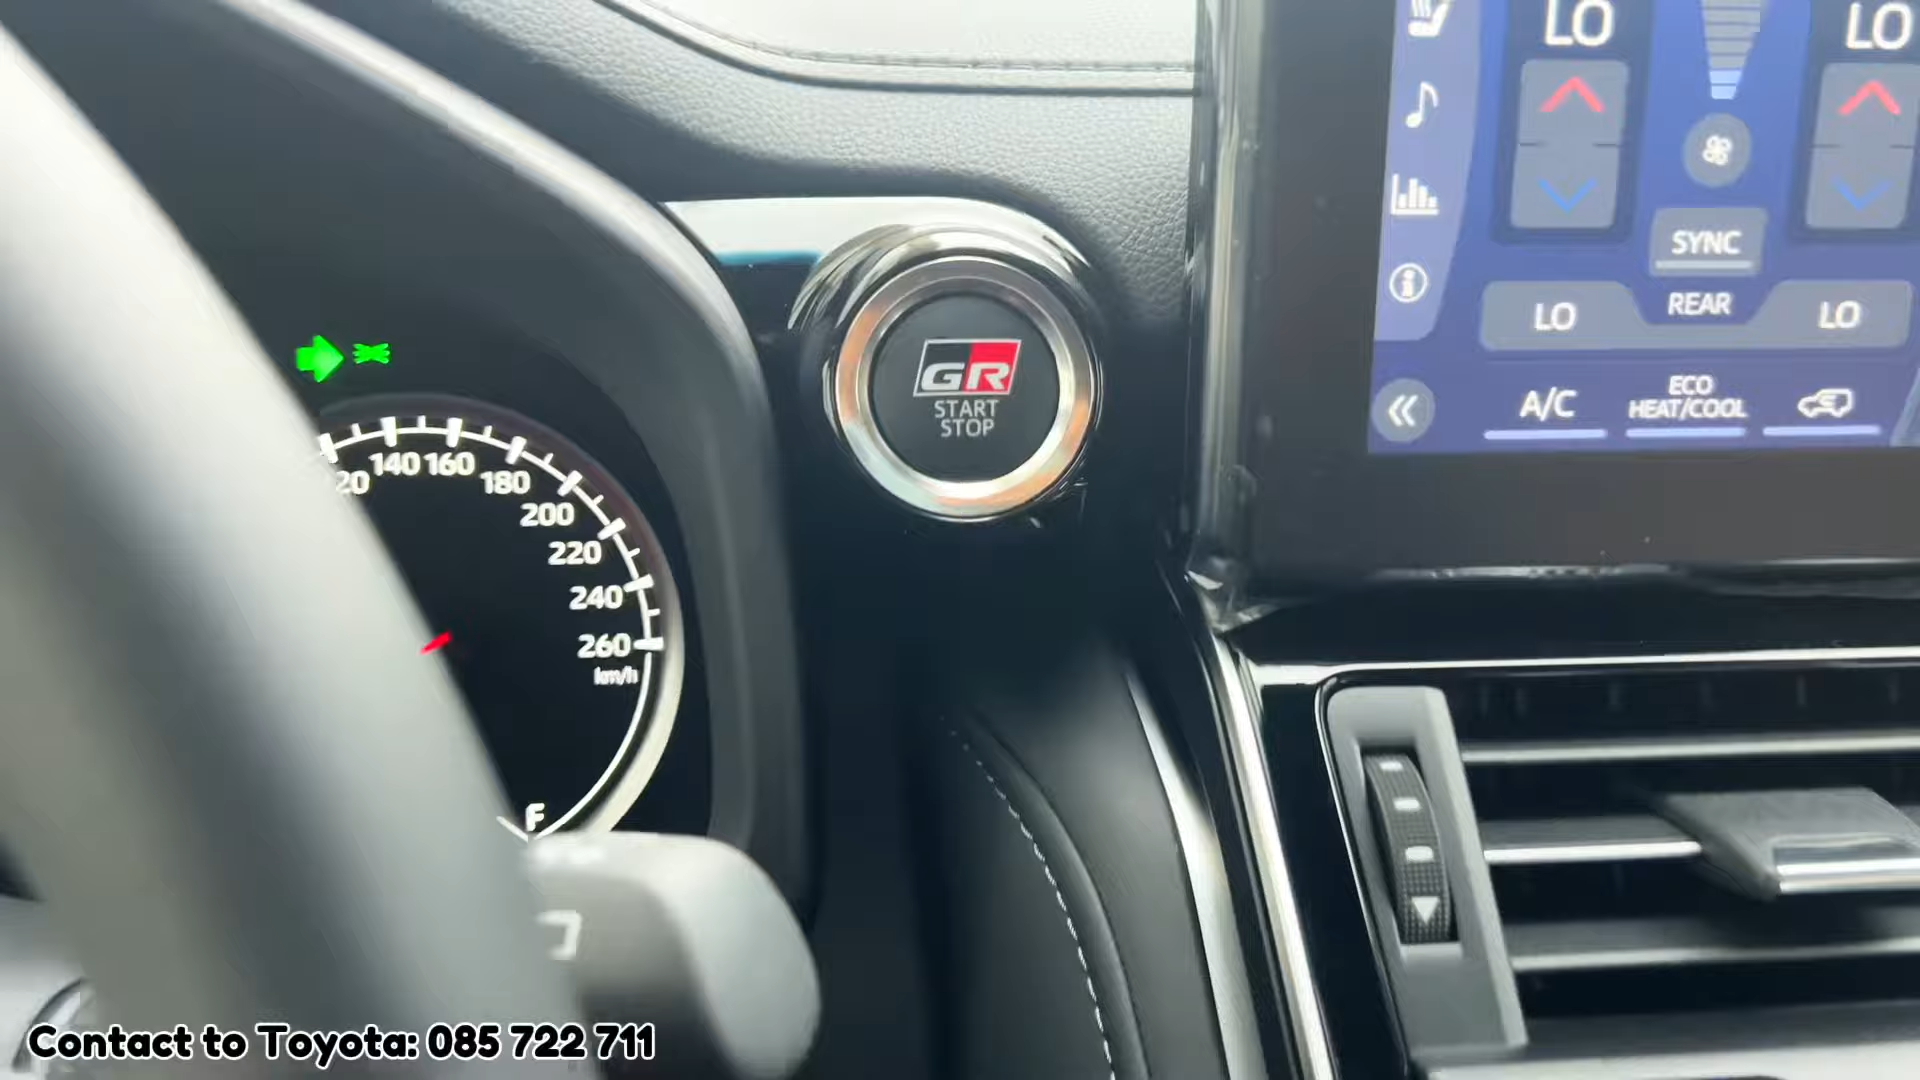 LO
LO
SYNC
LO
REAR
LO
A/C
ECO
HEAT/COOL
GR
START
STOP
20
140
160
180
200
220
240
260
km/h
F
Contact to Toyota: 085 722 711